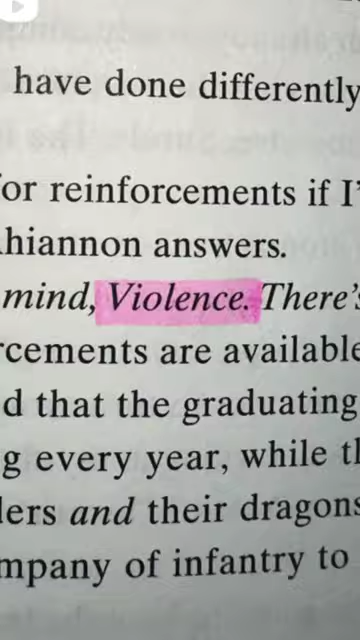 have done differently
or reinforcements if I'
hiannon answers.
mind, Violence. There's
rcements are available
d that the graduating
g every year, while th
lers and their dragons
mpany of infantry to